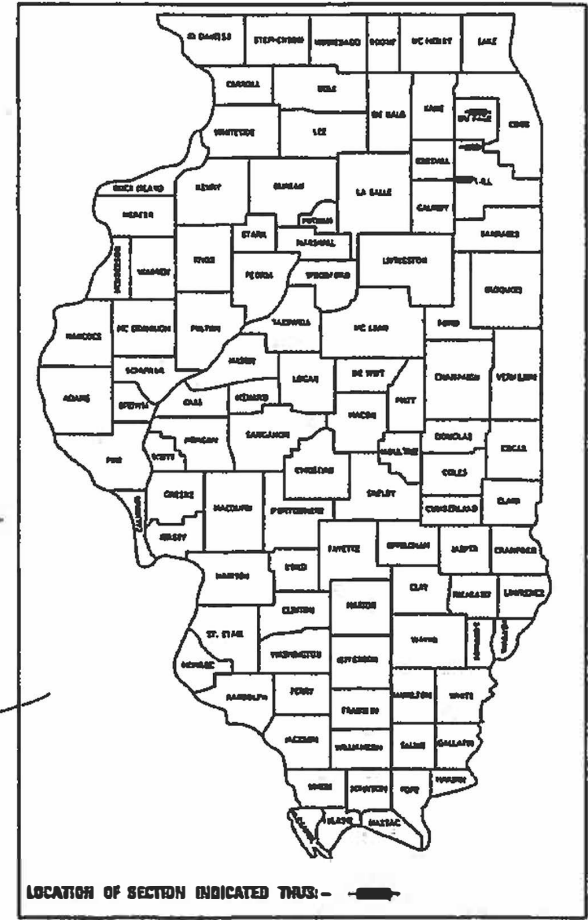 JO DAVIESS STEPHENSON WINNEBAGO BOONE MC HENRY LAKE
CARROLL OGLE
DE KALB KANE DU PAGE COOK
WHITESIDE LEE
KENDALL
ROCK ISLAND HENRY BUREAU LA SALLE
MERCER PUTNAM GRUNDY
STARK MARSHALL KANKAKEE
HENDERSON WARREN KNOX PEORIA WOODFORD LIVINGSTON
IROQUOIS
HANCOCK MC DONOUGH FULTON TAZEWELL MC LEAN FORD
MASON
SCHUYLER LOGAN DE WITT CHAMPAIGN VERMILION
ADAMS BROWN CASS MENARD PIATT
MACON
MORGAN SANGAMON DOUGLAS EDGAR
PIKE SCOTT CHRISTIAN MOULTRIE
COLES
GREENE MACOUPIN MONTGOMERY SHELBY CLARK
CALHOUN CUMBERLAND
JERSEY FAYETTE EFFINGHAM JASPER CRAWFORD
MADISON BOND
CLAY RICHLAND LAWRENCE
CLINTON MARION
ST. CLAIR WAYNE EDWARDS WABASH
WASHINGTON
MONROE JEFFERSON
RANDOLPH PERRY HAMILTON WHITE
FRANKLIN
JACKSON WILLIAMSON SALINE GALLATIN
UNION JOHNSON POPE HARDIN
PULASKI MASSAC
LOCATION OF SECTION INDICATED THUS:-